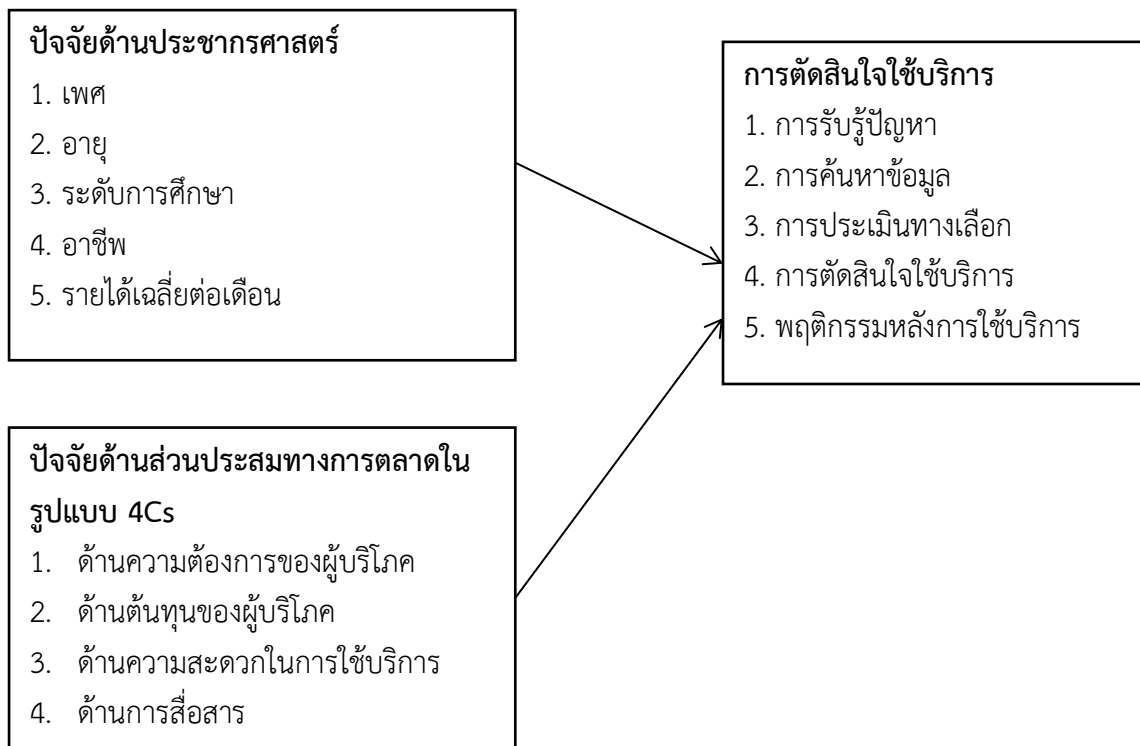 ปัจจัยด้านประชากรศาสตร์
1. เพศ
2. อายุ
3. ระดับการศึกษา
4. อาชีพ
5. รายได้เฉลี่ยต่อเดือน
การตัดสินใจใช้บริการ
1. การรับรู้ปัญหา
2. การค้นหาข้อมูล
3. การประเมินทางเลือก
4. การตัดสินใจใช้บริการ
5. พฤติกรรมหลังการใช้บริการ
ปัจจัยด้านส่วนประสมทางการตลาดใน
รูปแบบ 4Cs
1. ด้านความต้องการของผู้บริโภค
2. ด้านต้นทุนของผู้บริโภค
3. ด้านความสะดวกในการใช้บริการ
4. ด้านการสื่อสาร